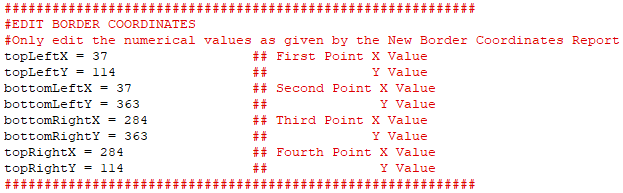 ###########################################################
#EDIT BORDER COORDINATES
#Only edit the numerical values as given by the New Border Coordinates Report
topLeftX = 37                  ## First Point X Value
topLeftY = 114                 ##             Y Value
bottomLeftX = 37               ## Second Point X Value
bottomLeftY = 363              ##              Y Value
bottomRightX = 284             ## Third Point X Value
bottomRightY = 363             ##             Y Value
topRightX = 284                ## Fourth Point X Value
topRightY = 114                ##              Y Value
###########################################################